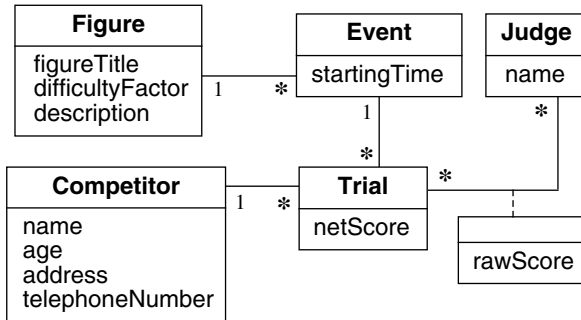 Figure
figureTitle
difficultyFactor
description
1
*
Event
startingTime
1
*
Judge
name
*
Competitor
name
age
address
telephoneNumber
1
*
Trial
netScore
*
rawScore